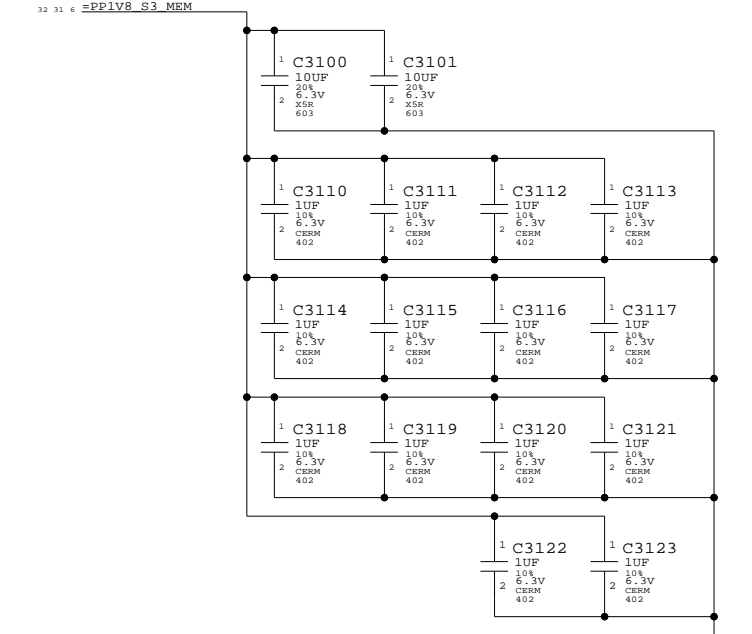 32 31 6 =PP1V8_S3_MEM
1 C3100 1 C3101
10UF 10UF
20% 20%
2 6.3V 2 6.3V
X5R X5R
603 603
1 C3110 1 C3111 1 C3112 1 C3113
1UF 1UF 1UF 1UF
10% 10% 10% 10%
2 6.3V 2 6.3V 2 6.3V 2 6.3V
CERM CERM CERM CERM
402 402 402 402
1 C3114 1 C3115 1 C3116 1 C3117
1UF 1UF 1UF 1UF
10% 10% 10% 10%
2 6.3V 2 6.3V 2 6.3V 2 6.3V
CERM CERM CERM CERM
402 402 402 402
1 C3118 1 C3119 1 C3120 1 C3121
1UF 1UF 1UF 1UF
10% 10% 10% 10%
2 6.3V 2 6.3V 2 6.3V 2 6.3V
CERM CERM CERM CERM
402 402 402 402
1 C3122 1 C3123
1UF 1UF
10% 10%
2 6.3V 2 6.3V
CERM CERM
402 402